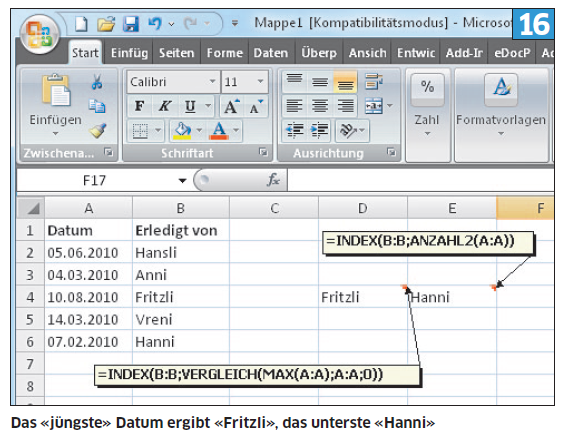 Mappe1 [Kompatibilitätsmodus] - Microsof
16
Start Einfüg Seiten Forme Daten Überp Ansich Entwic Add-Ir eDocP Ac
Calibri 11
F K U A A
Einfügen
% Zahl
A Formatvorlagen
Zwischena... Schriftart Ausrichtung
F17 fx
A B C D E F
1 Datum Erledigt von
=INDEX(B:B;ANZAHL2(A:A))
2 05.06.2010 Hansli
3 04.03.2010 Anni
4 10.08.2010 Fritzli Fritzli Hanni
5 14.03.2010 Vreni
6 07.02.2010 Hanni
7
=INDEX(B:B;VERGLEICH(MAX(A:A);A:A;0))
8
Das «jüngste» Datum ergibt «Fritzli», das unterste «Hanni»